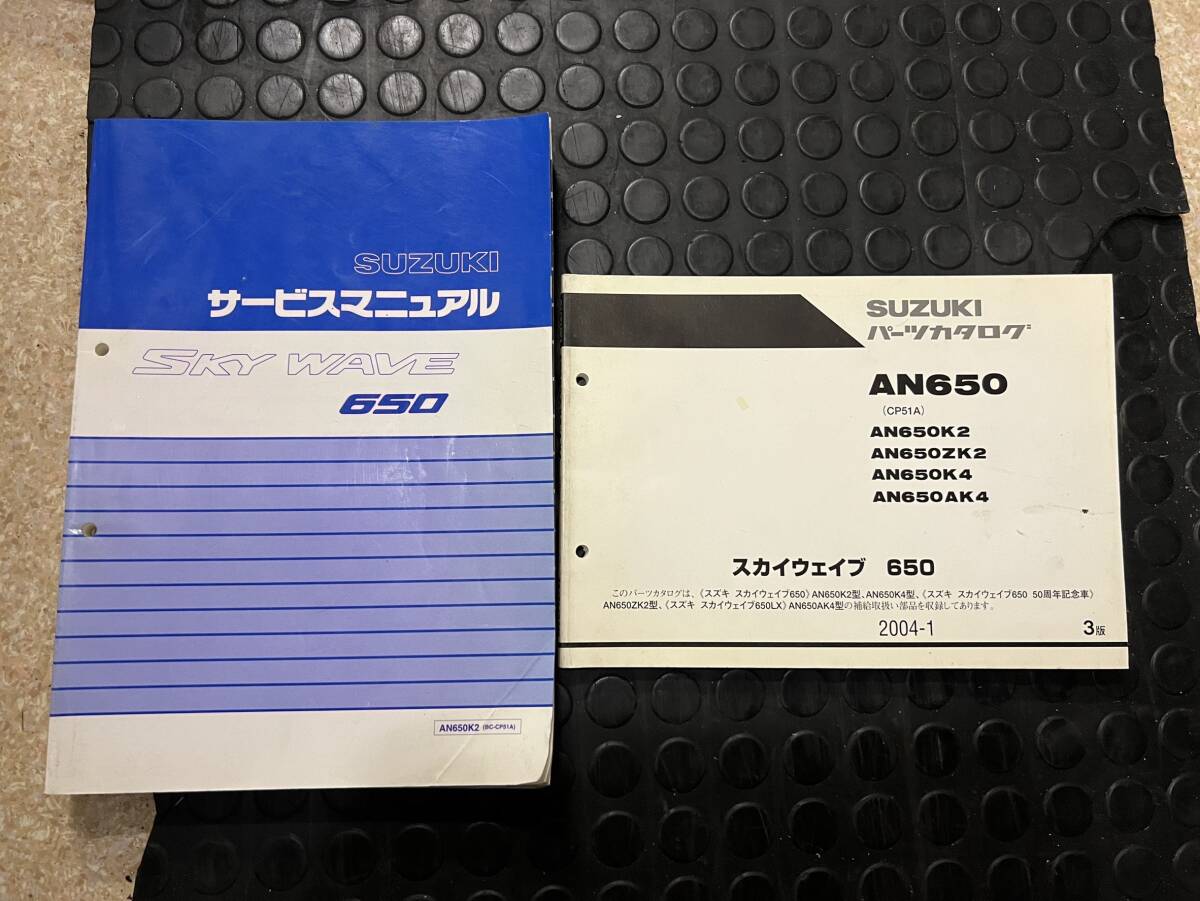 SUZUKI
サービスマニュアル
SKY WAVE
650
AN650K2 (BC-CP51A)
SUZUKI
パーツカタログ
AN650
(CP51A)
AN650K2
AN650ZK2
AN650K4
AN650AK4
スカイウェイブ 650
このパーツカタログは、《スズキ スカイウェイブ650》AN650K2型、AN650K4型、《スズキ スカイウェイブ650 50周年記念車》
AN650ZK2型、《スズキ スカイウェイブ650LX》AN650AK4型の補給取扱い部品を収録してあります。
2004-1
3版